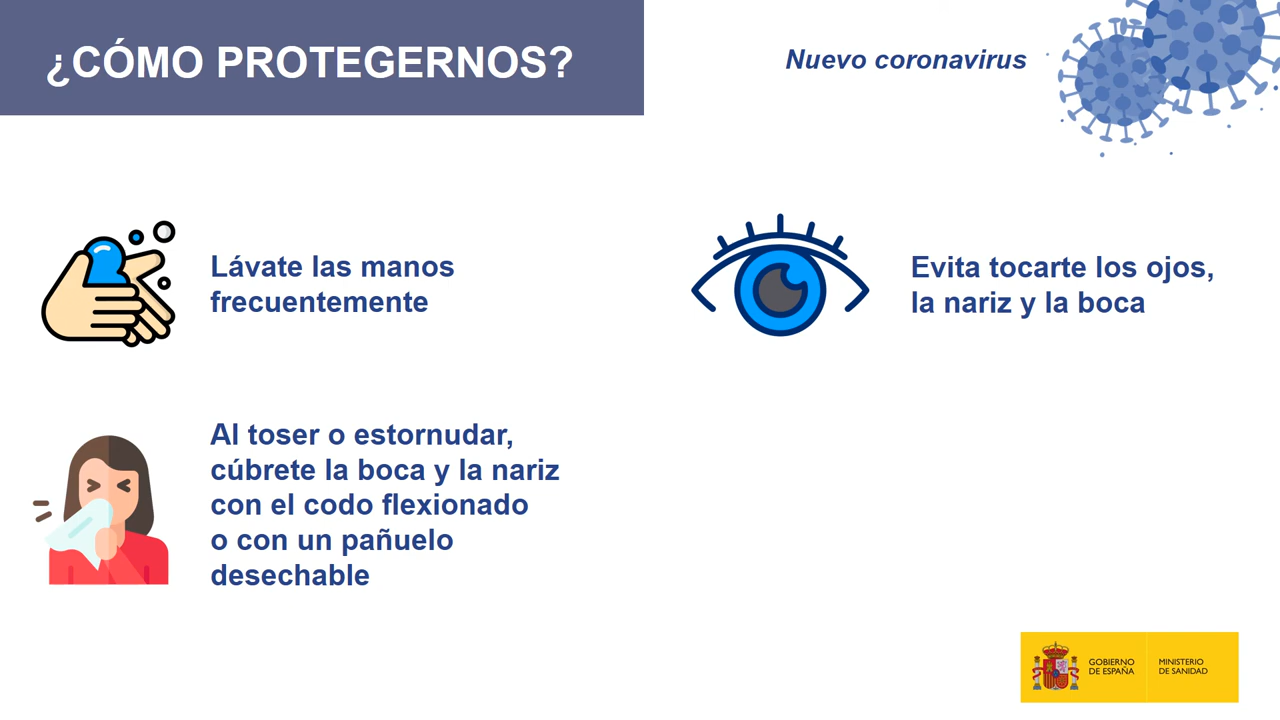 ¿CÓMO PROTEGERNOS?
Nuevo coronavirus
Lávate las manos
frecuentemente
Evita tocarte los ojos,
la nariz y la boca
Al toser o estornudar,
cúbrete la boca y la nariz
con el codo flexionado
o con un pañuelo
desechable
GOBIERNO
DE ESPAÑA
MINISTERIO
DE SANIDAD